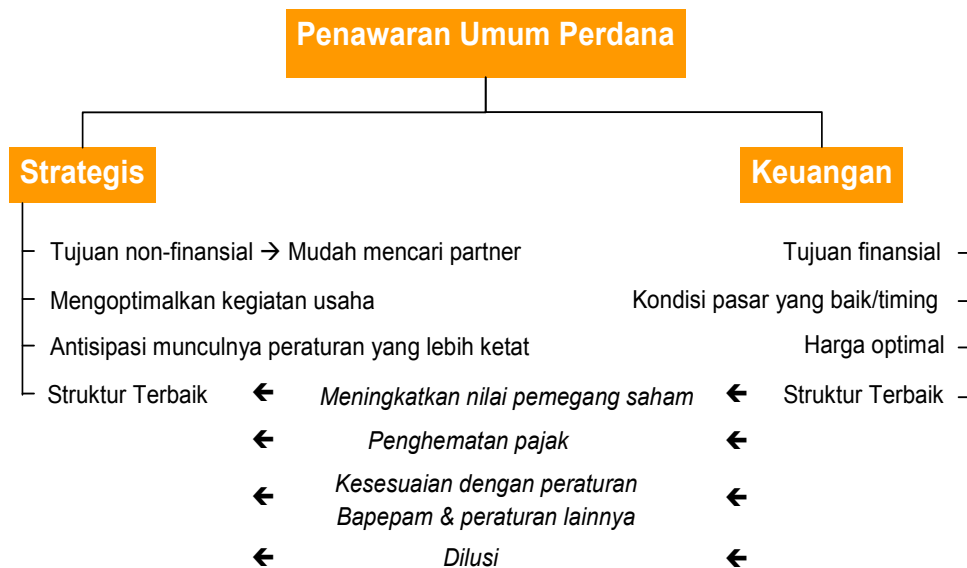 Penawaran Umum Perdana
Strategis
Keuangan
Tujuan non-finansial → Mudah mencari partner
Tujuan finansial
Mengoptimalkan kegiatan usaha
Kondisi pasar yang baik/timing
Antisipasi munculnya peraturan yang lebih ketat
Harga optimal
Struktur Terbaik ← Meningkatkan nilai pemegang saham ← Struktur Terbaik
← Penghematan pajak ←
← Kesesuaian dengan peraturan ←
Bapepam & peraturan lainnya
← Dilusi ←